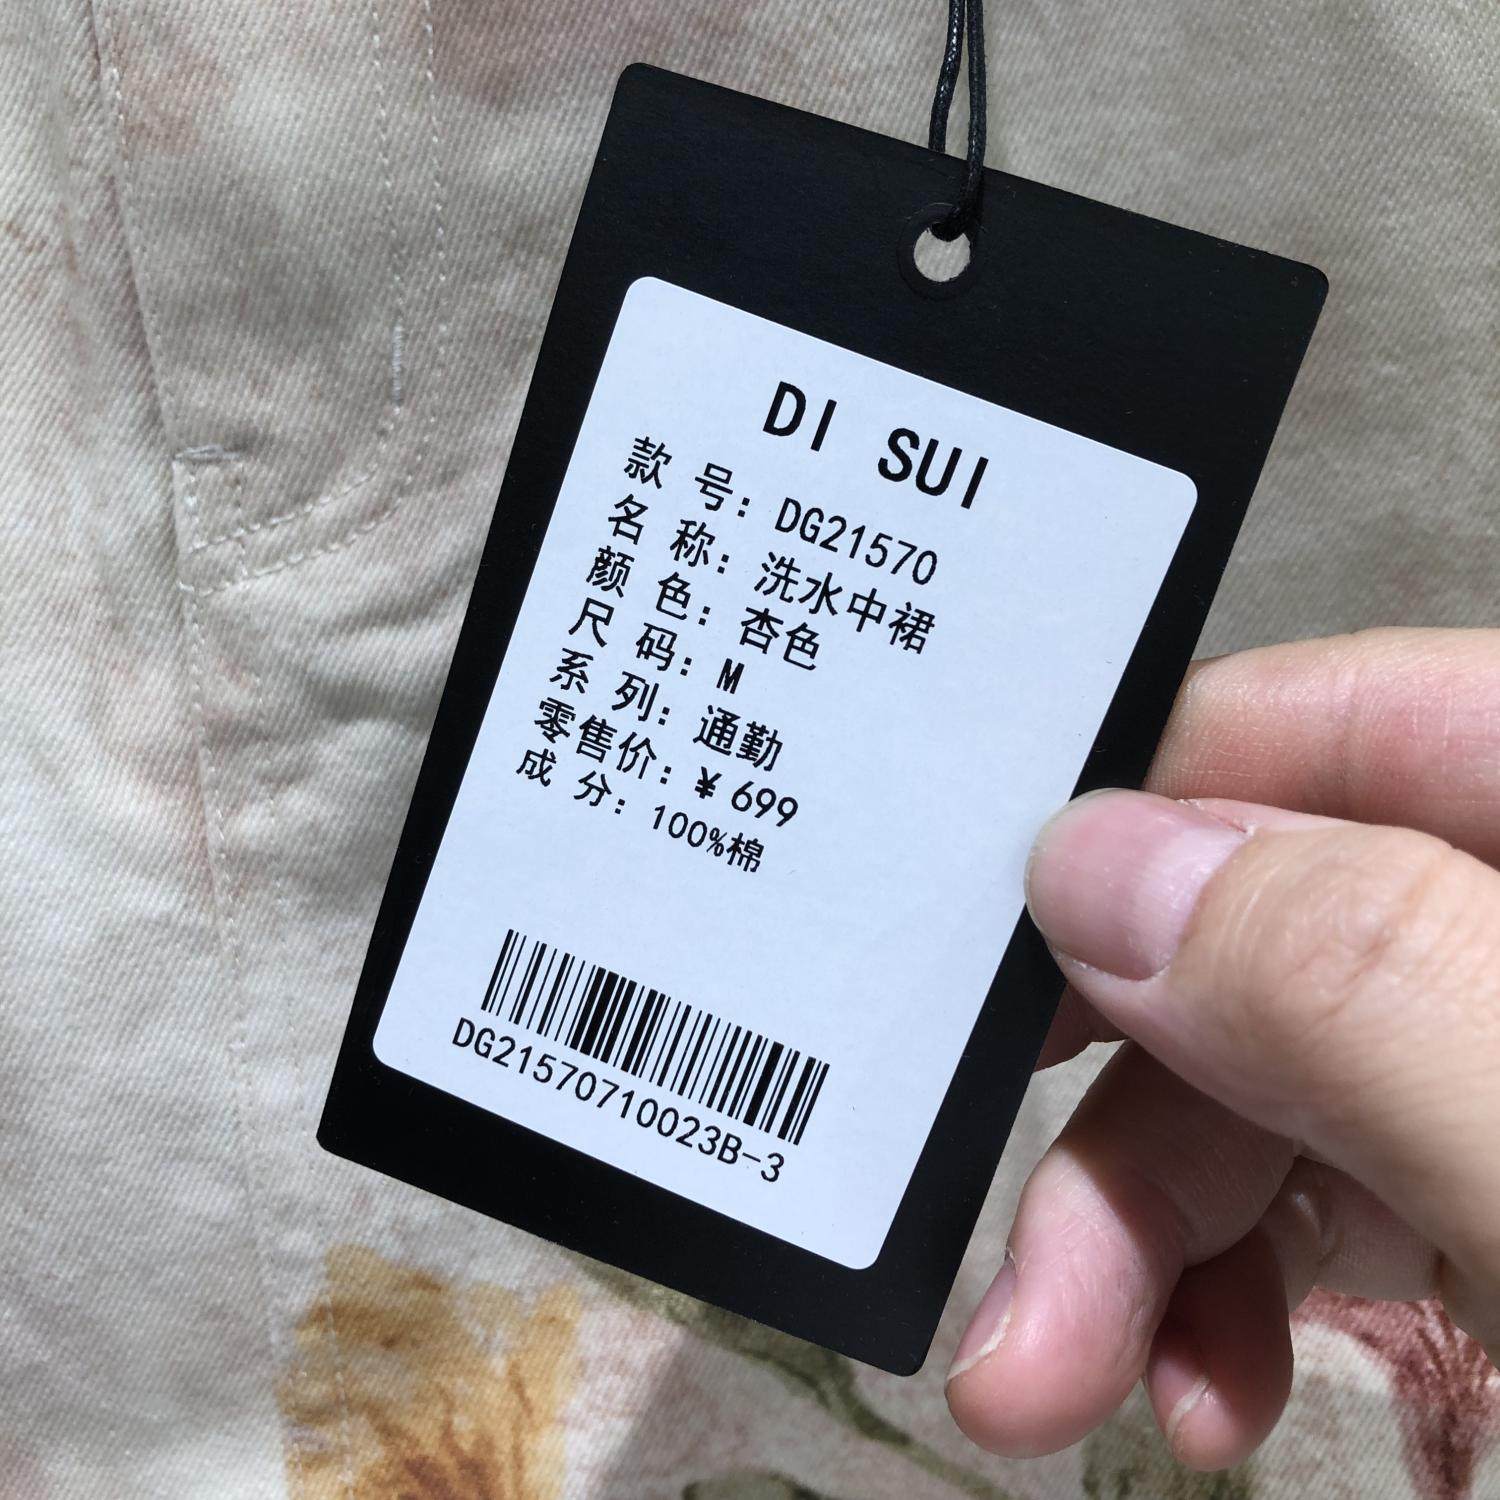 DI SUI
款 号: DG21570
名 称: 洗水中裙
颜 色: 杏色
尺 码: M
系 列: 通勤
零售价: ¥ 699
成 分: 100%棉
DG21570710023B-3